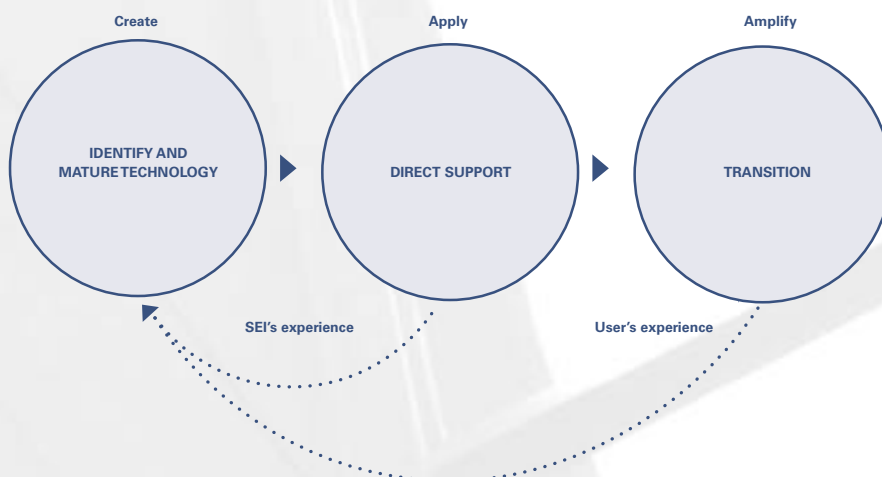 Create
Apply
Amplify
IDENTIFY AND
MATURE TECHNOLOGY
DIRECT SUPPORT
TRANSITION
SEI’s experience
User’s experience